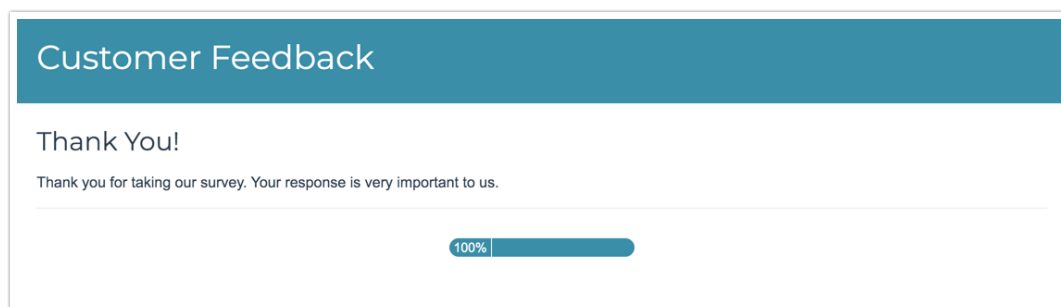 Customer Feedback
Thank You!
Thank you for taking our survey. Your response is very important to us.
100%